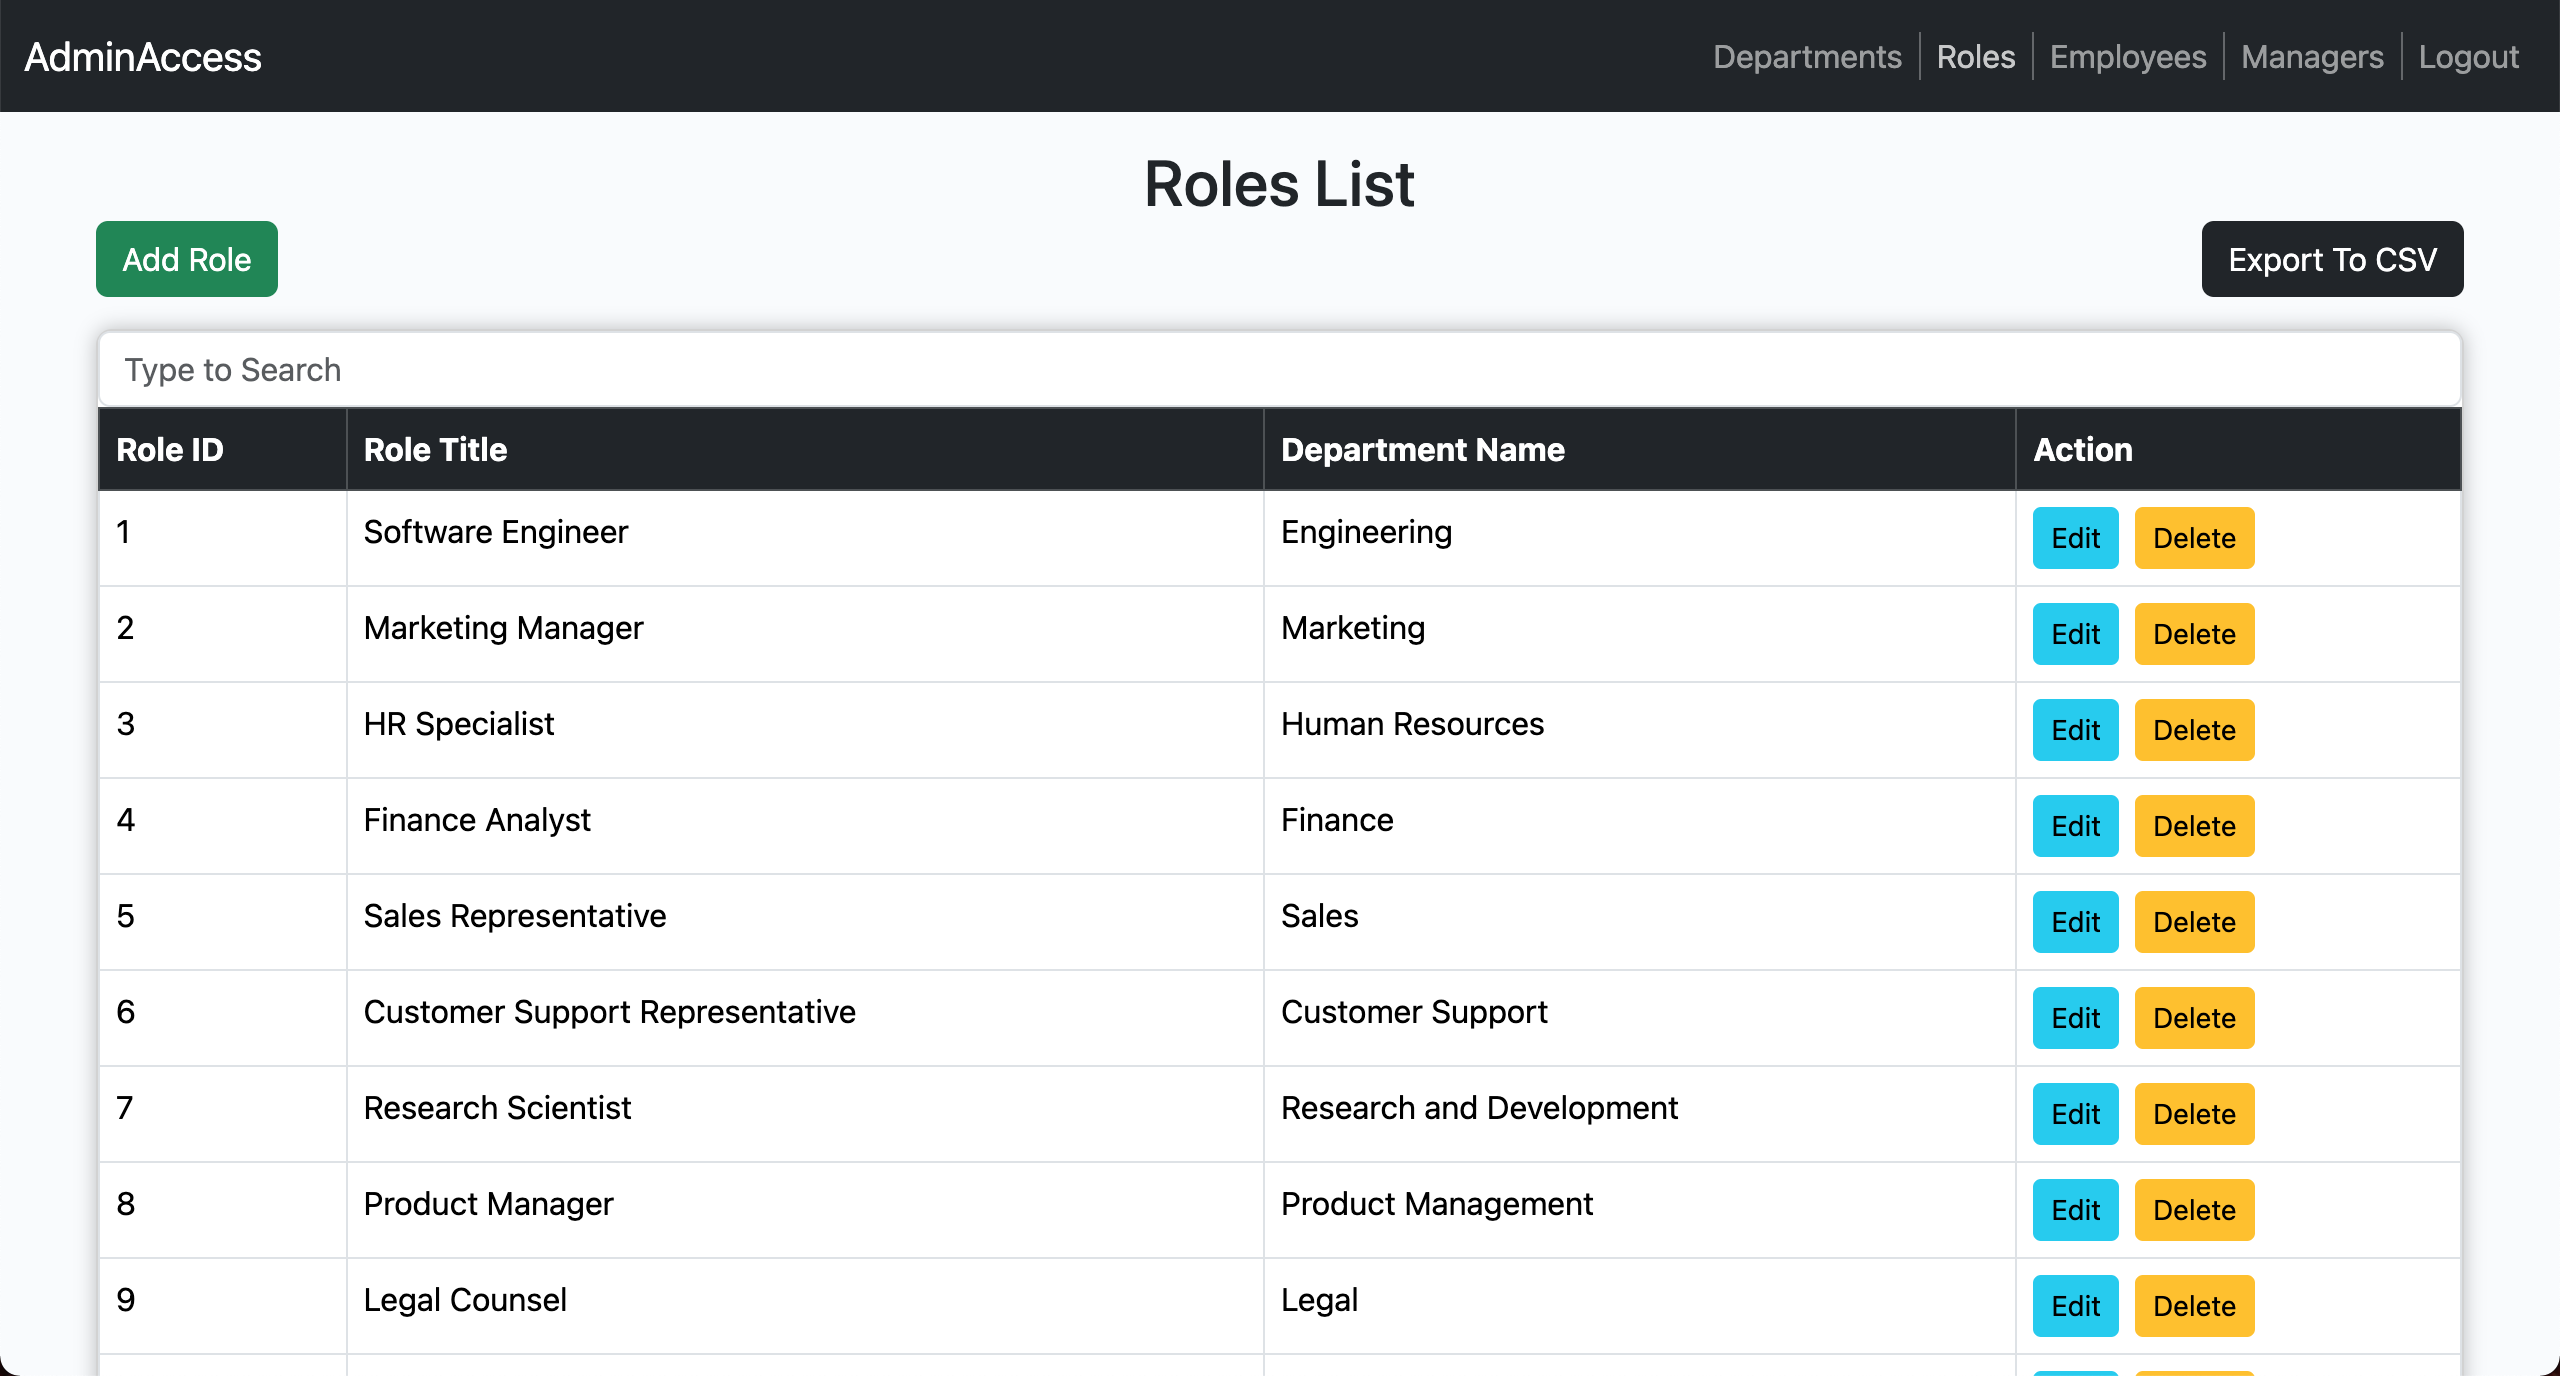 AdminAccess Departments Roles Employees Managers Logout
Roles List
Add Role Export To CSV
Type to Search
Role ID Role Title Department Name Action
1 Software Engineer Engineering Edit Delete
2 Marketing Manager Marketing Edit Delete
3 HR Specialist Human Resources Edit Delete
4 Finance Analyst Finance Edit Delete
5 Sales Representative Sales Edit Delete
6 Customer Support Representative Customer Support Edit Delete
7 Research Scientist Research and Development Edit Delete
8 Product Manager Product Management Edit Delete
9 Legal Counsel Legal Edit Delete